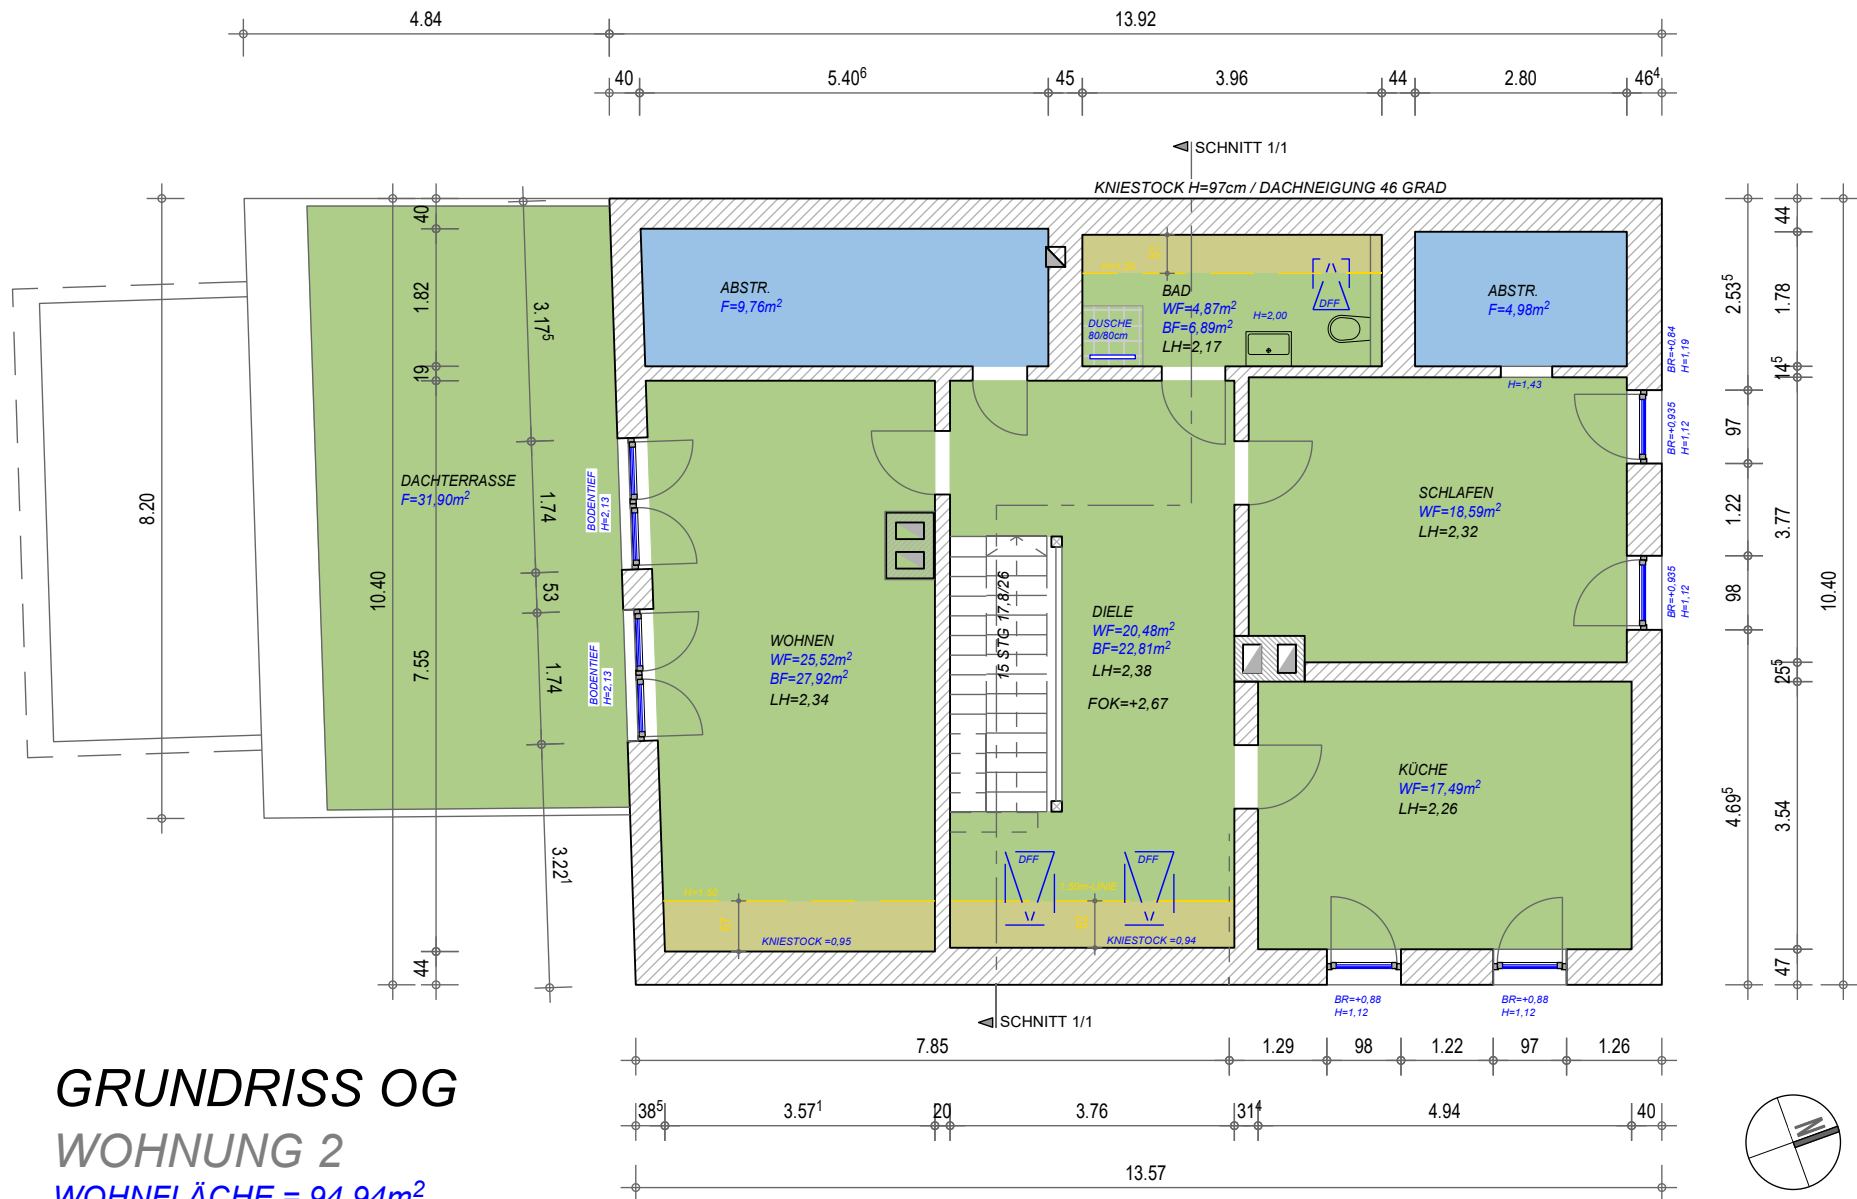 4.84
13.92
40
5.40⁶
45
3.96
44
2.80
46⁴
SCHNITT 1/1
KNIESTOCK H=97cm / DACHNEIGUNG 46 GRAD
40
1.82
19
7.55
44
10.40
8.20
3.17⁵
1.74
53
1.74
3.22¹
ABSTR.
F=9,76m²
BAD
WF=4,87m²
BF=6,89m²
LH=2,17
DUSCHE
80/80cm
H=2,00
DFF
ABSTR.
F=4,98m²
H=1,43
DACHTERRASSE
F=31,90m²
BODENTIEF
H=2,13
BODENTIEF
H=2,13
WOHNEN
WF=25,52m²
BF=27,92m²
LH=2,34
15 STG 17,8/26
DIELE
WF=20,48m²
BF=22,81m²
LH=2,38
FOK=+2,67
SCHLAFEN
WF=18,59m²
LH=2,32
KÜCHE
WF=17,49m²
LH=2,26
DFF
DFF
H=1,50
KNIESTOCK =0,95
KNIESTOCK =0,94
BR=+0,84
H=1,19
BR=+0,935
H=1,12
BR=+0,935
H=1,12
BR=+0,88
H=1,12
BR=+0,88
H=1,12
2.53⁵
97
1.22
98
4.69⁵
44
1.78
14⁵
3.77
25⁵
3.54
47
10.40
SCHNITT 1/1
7.85
1.29
98
1.22
97
1.26
38⁵
3.57¹
20
3.76
31⁴
4.94
40
13.57
GRUNDRISS OG
WOHNUNG 2
WOHNFLÄCHE = 94,94m²
N